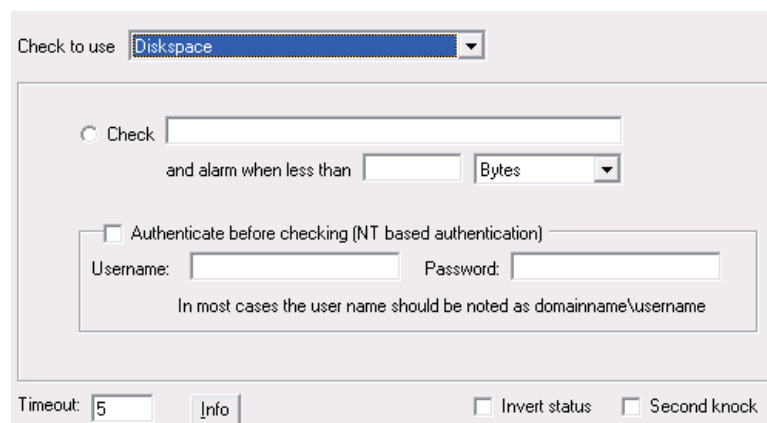 Check to use Diskspace
Check
and alarm when less than Bytes
Authenticate before checking (NT based authentication)
Username: Password:
In most cases the user name should be noted as domainname\username
Timeout: 5 Info Invert status Second knock